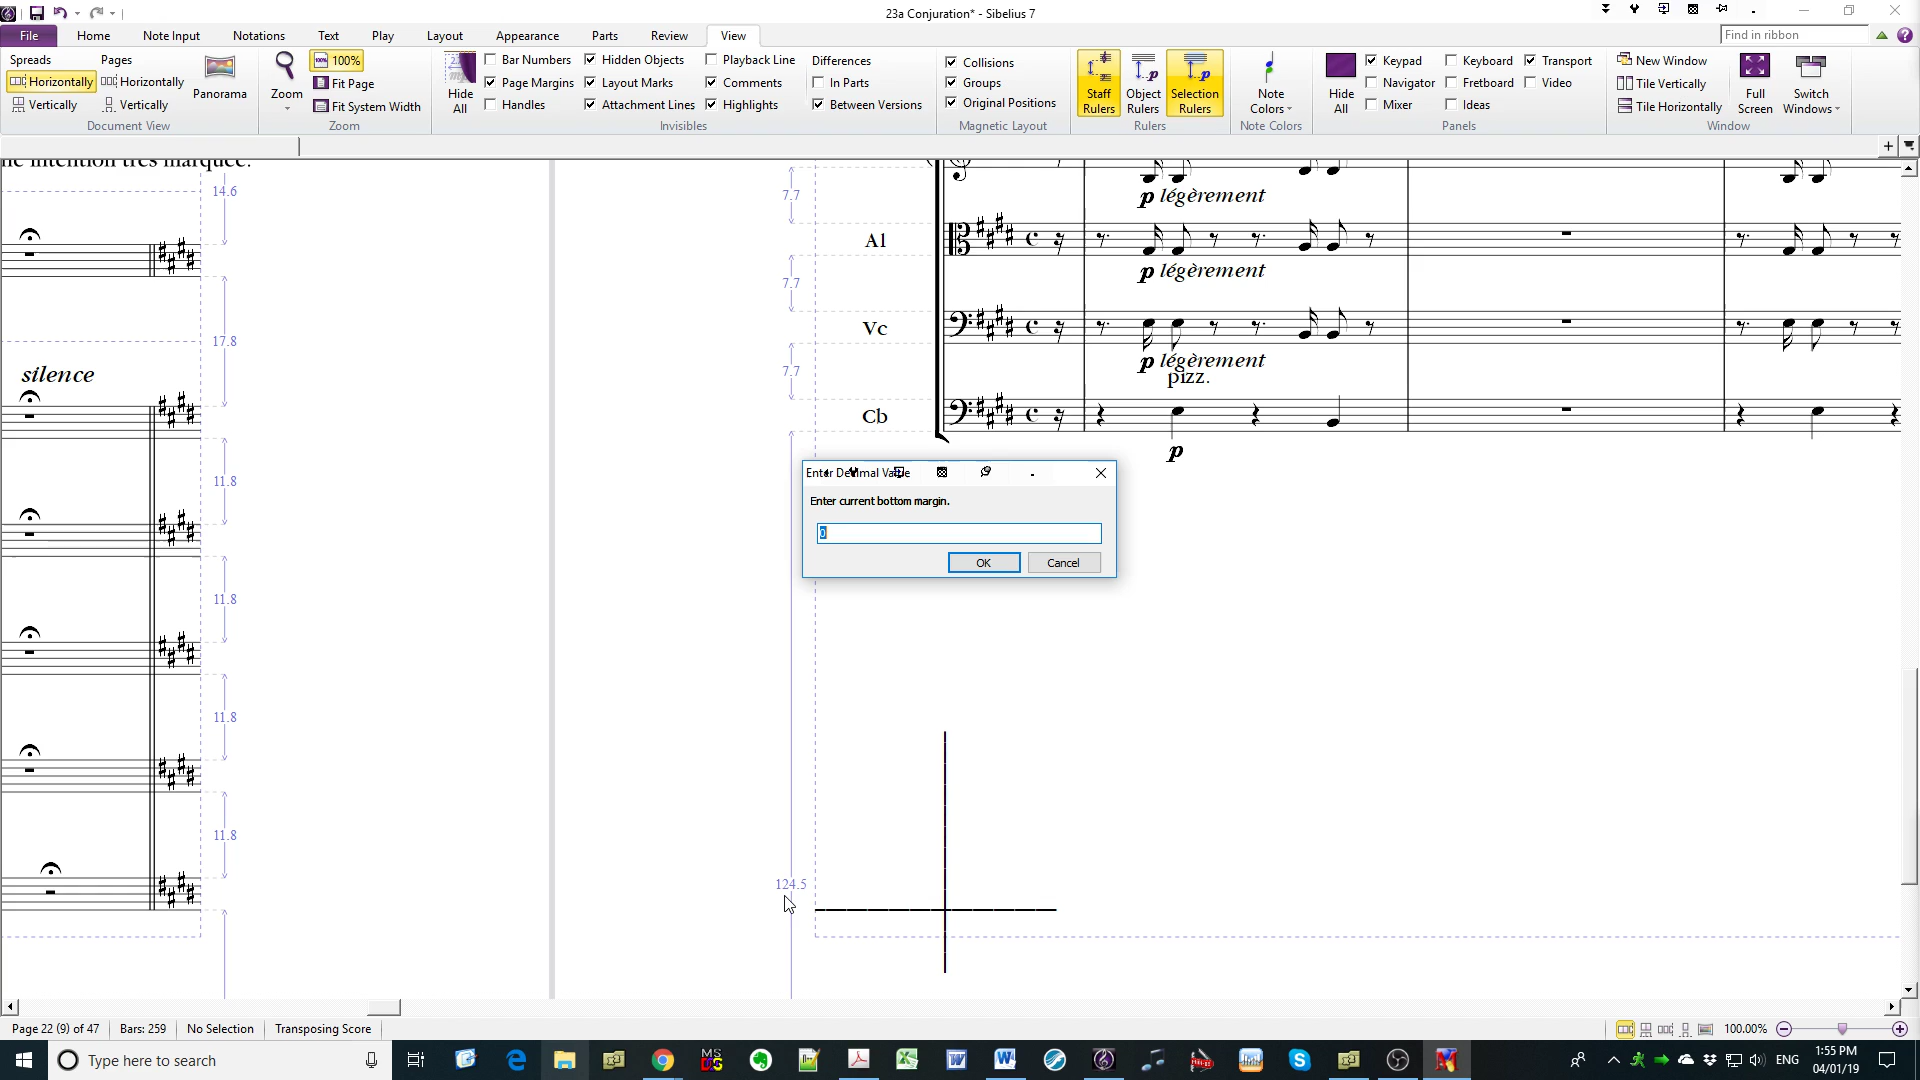 23a Conjuration* - Sibelius 7
File Home Note Input Notations Text Play Layout Appearance Parts Review View Find in ribbon
Spreads Pages
Horizontally Horizontally
Vertically Vertically
Panorama
Document View
Zoom
100%
Fit Page
Fit System Width
Zoom
Hide All
Bar Numbers Hidden Objects Playback Line
Page Margins Layout Marks Comments
Handles Attachment Lines Highlights
Differences
In Parts
Between Versions
Invisibles
Collisions
Groups
Original Positions
Magnetic Layout
Staff Rulers
Object Rulers
Selection Rulers
Rulers
Note Colors
Note Colors
Hide All
Keypad Keyboard Transport
Navigator Fretboard Video
Mixer Ideas
Panels
New Window
Tile Vertically
Tile Horizontally
Full Screen
Switch Windows
Window
ne intention très marquée.
14.6
17.8
silence
11.8
11.8
11.8
11.8
7.7
p légèrement
Al
p légèrement
7.7
Vc
p légèrement
pizz.
7.7
Cb
p
Enter Decimal Value
Enter current bottom margin.
0
OK Cancel
124.5
Page 22 (9) of 47 Bars: 259 No Selection Transposing Score 100.00%
Type here to search
ENG
1:55 PM
04/01/19